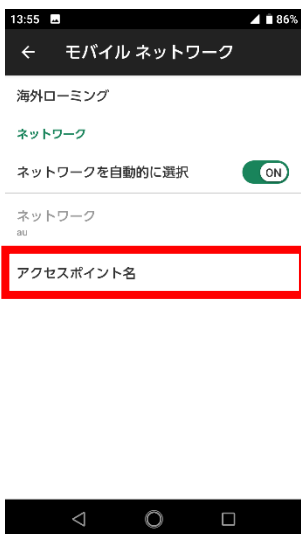 13:55 86%
← モバイル ネットワーク
海外ローミング
ネットワーク
ネットワークを自動的に選択 ON
ネットワーク
au
アクセスポイント名